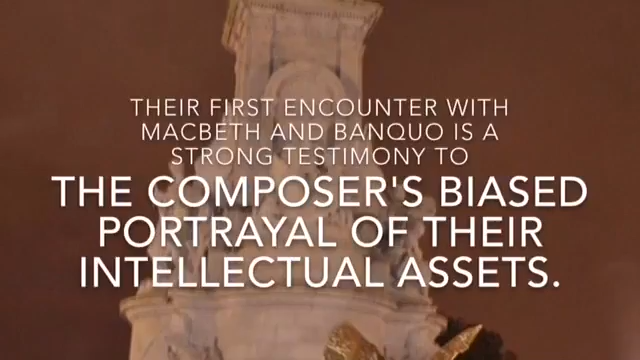 THEIR FIRST ENCOUNTER WITH
MACBETH AND BANQUO IS A
STRONG TESTIMONY TO
THE COMPOSER'S BIASED
PORTRAYAL OF THEIR
INTELLECTUAL ASSETS.